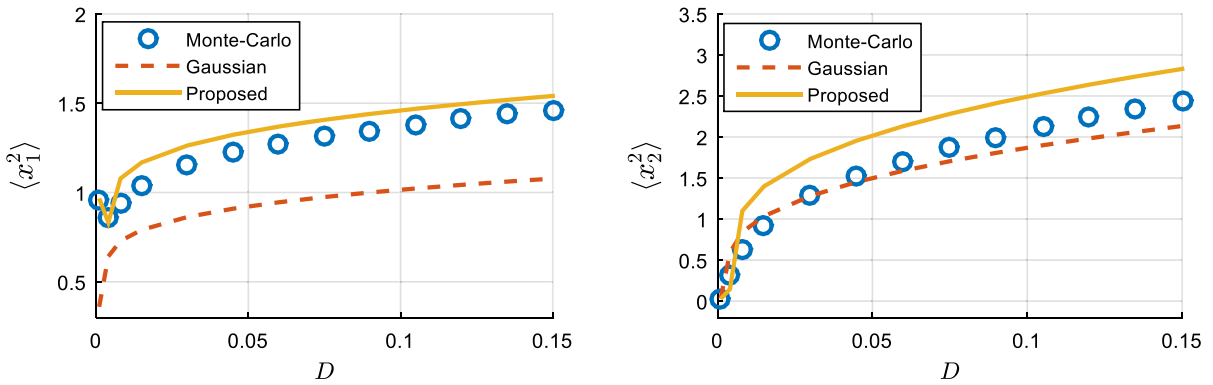 2
1.5
1
0.5
0
0.05
0.1
0.15
D
⟨x₁²⟩
Monte-Carlo
Gaussian
Proposed
3.5
3
2.5
2
1.5
1
0.5
0
0
0.05
0.1
0.15
D
⟨x₂²⟩
Monte-Carlo
Gaussian
Proposed